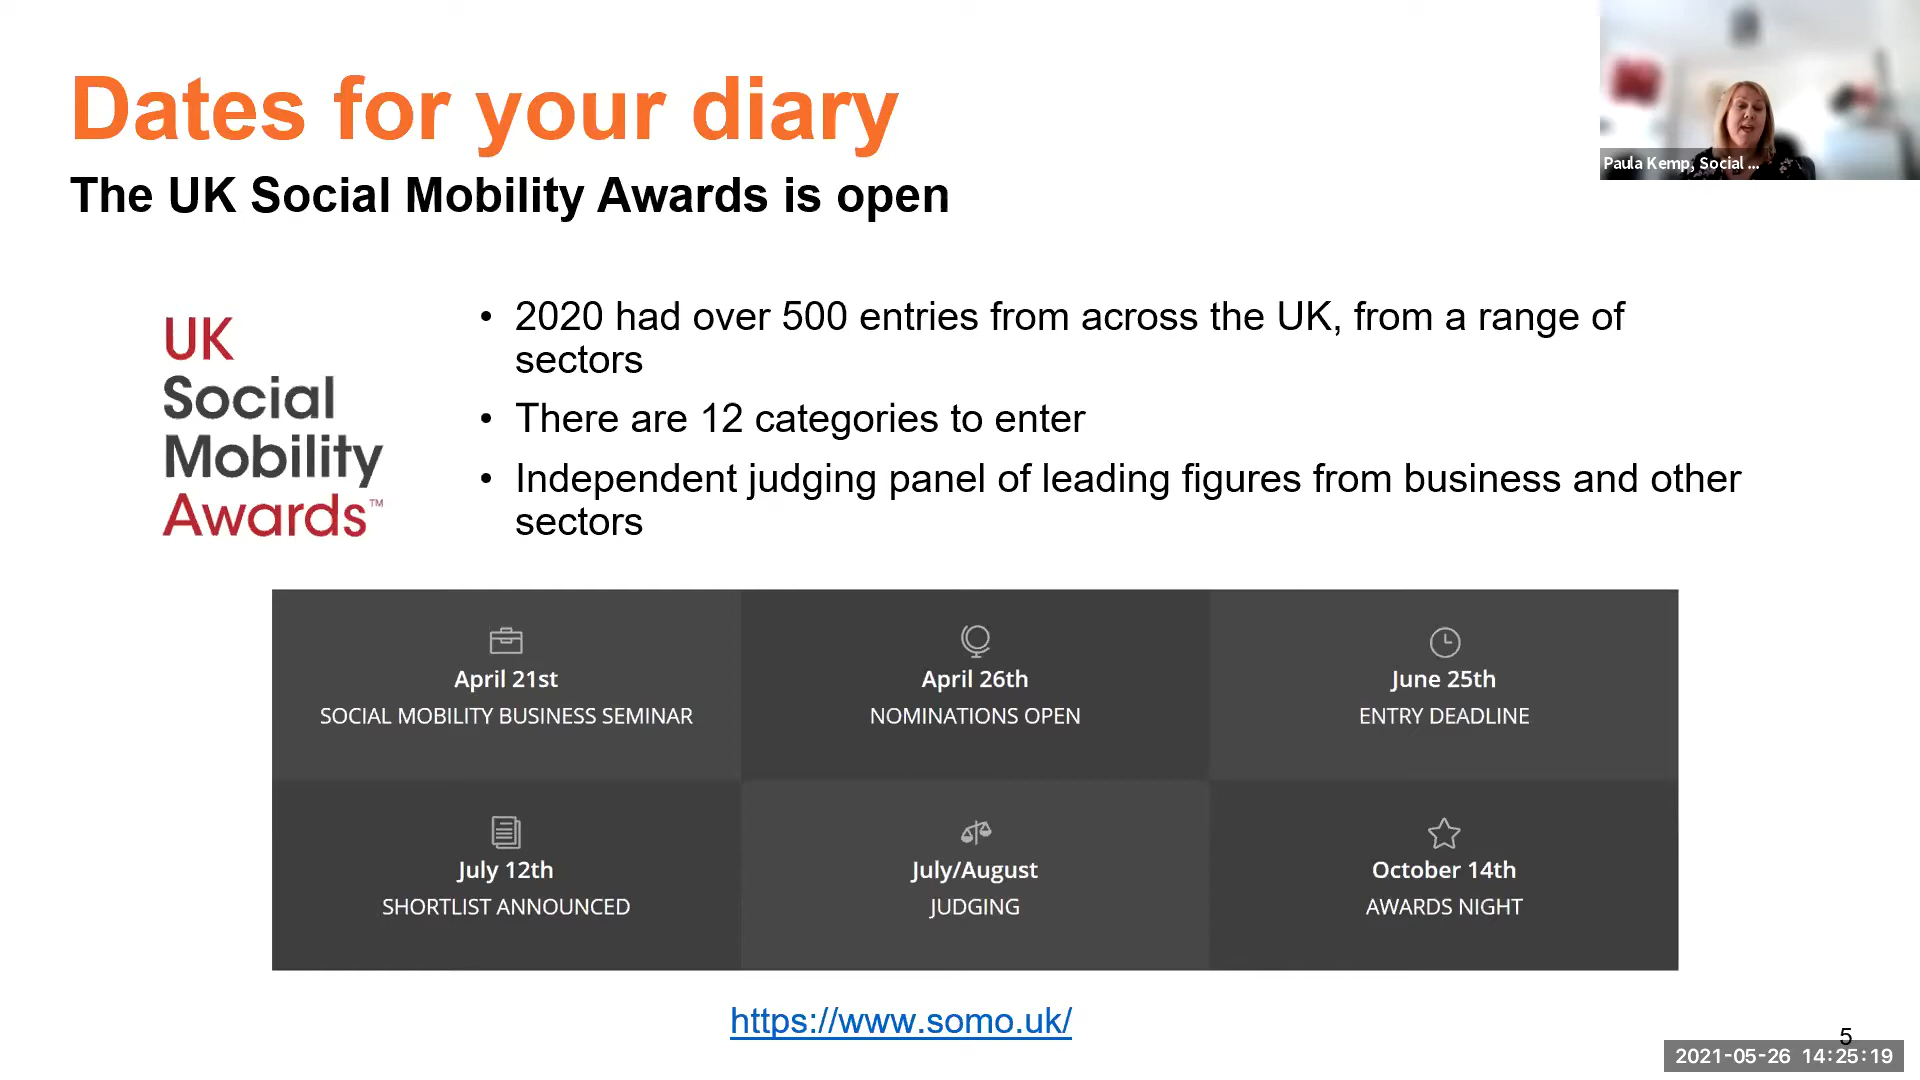 Dates for your diary
The UK Social Mobility Awards is open
Paula Kemp, Social ...
UK
Social
Mobility
Awards™
• 2020 had over 500 entries from across the UK, from a range of
sectors
• There are 12 categories to enter
• Independent judging panel of leading figures from business and other
sectors
April 21st
SOCIAL MOBILITY BUSINESS SEMINAR
April 26th
NOMINATIONS OPEN
June 25th
ENTRY DEADLINE
July 12th
SHORTLIST ANNOUNCED
July/August
JUDGING
October 14th
AWARDS NIGHT
https://www.somo.uk/
5
2021-05-26 14:25:19